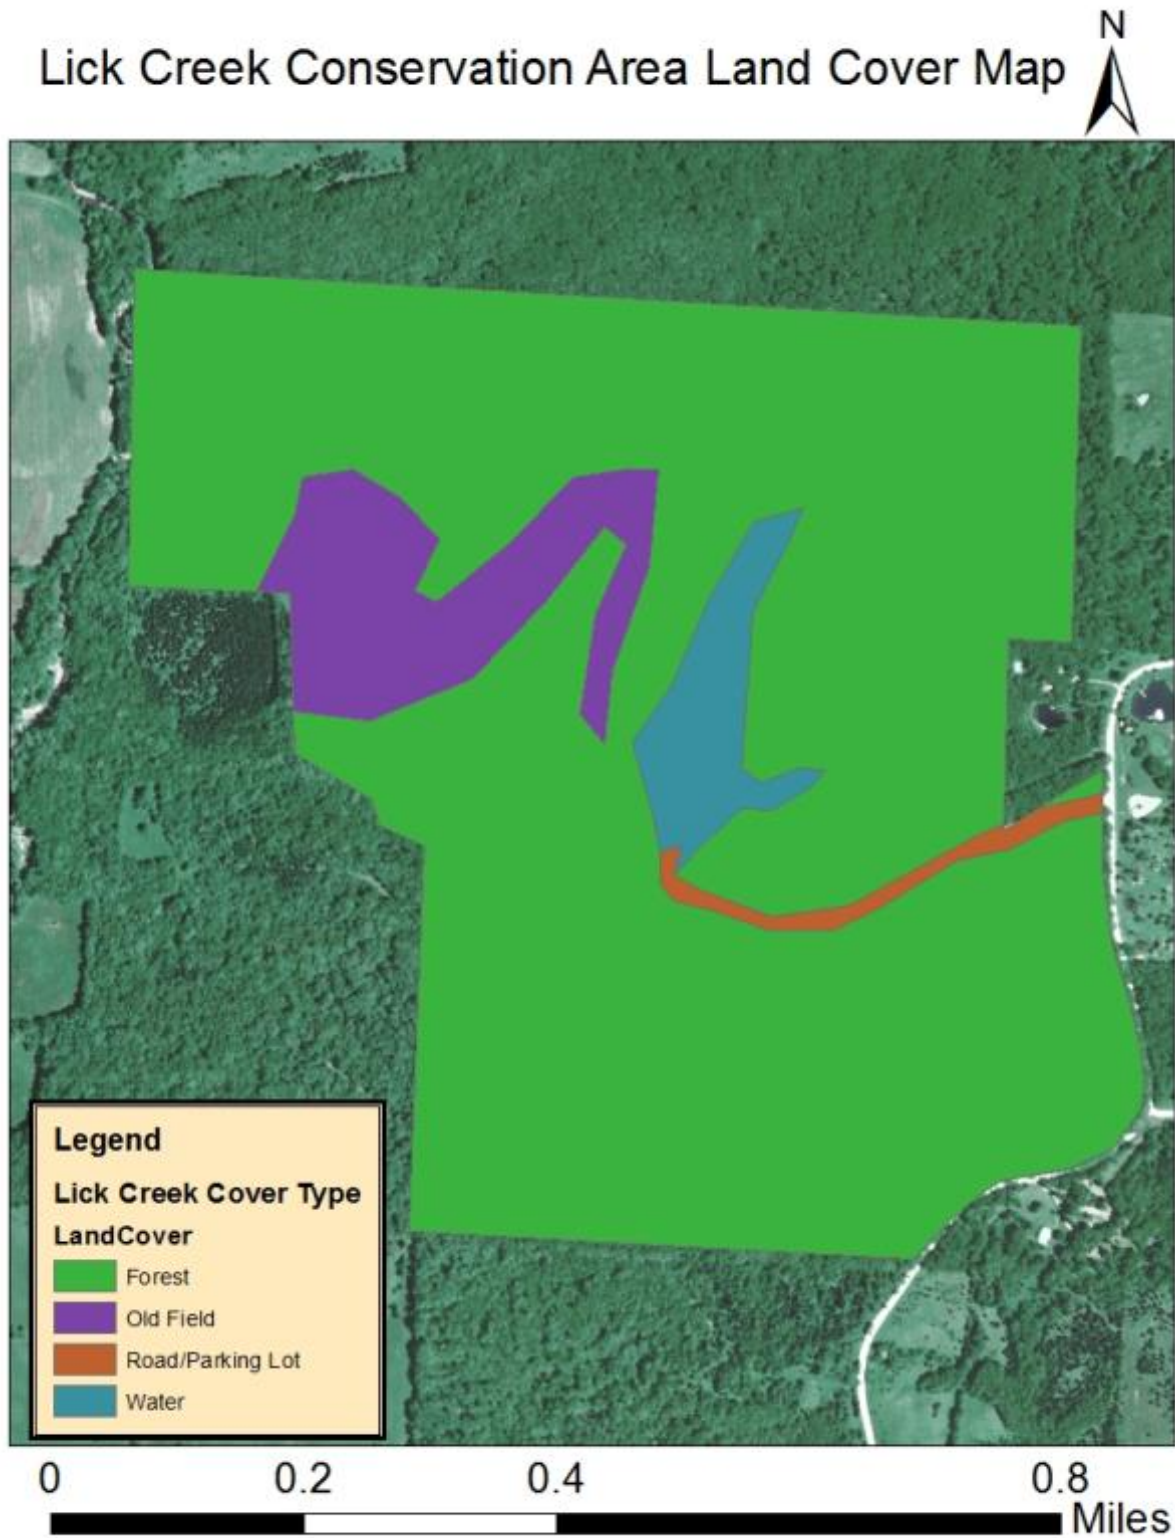 N
Lick Creek Conservation Area Land Cover Map
Legend
Lick Creek Cover Type
LandCover
Forest
Old Field
Road/Parking Lot
Water
0 0.2 0.4 0.8
Miles